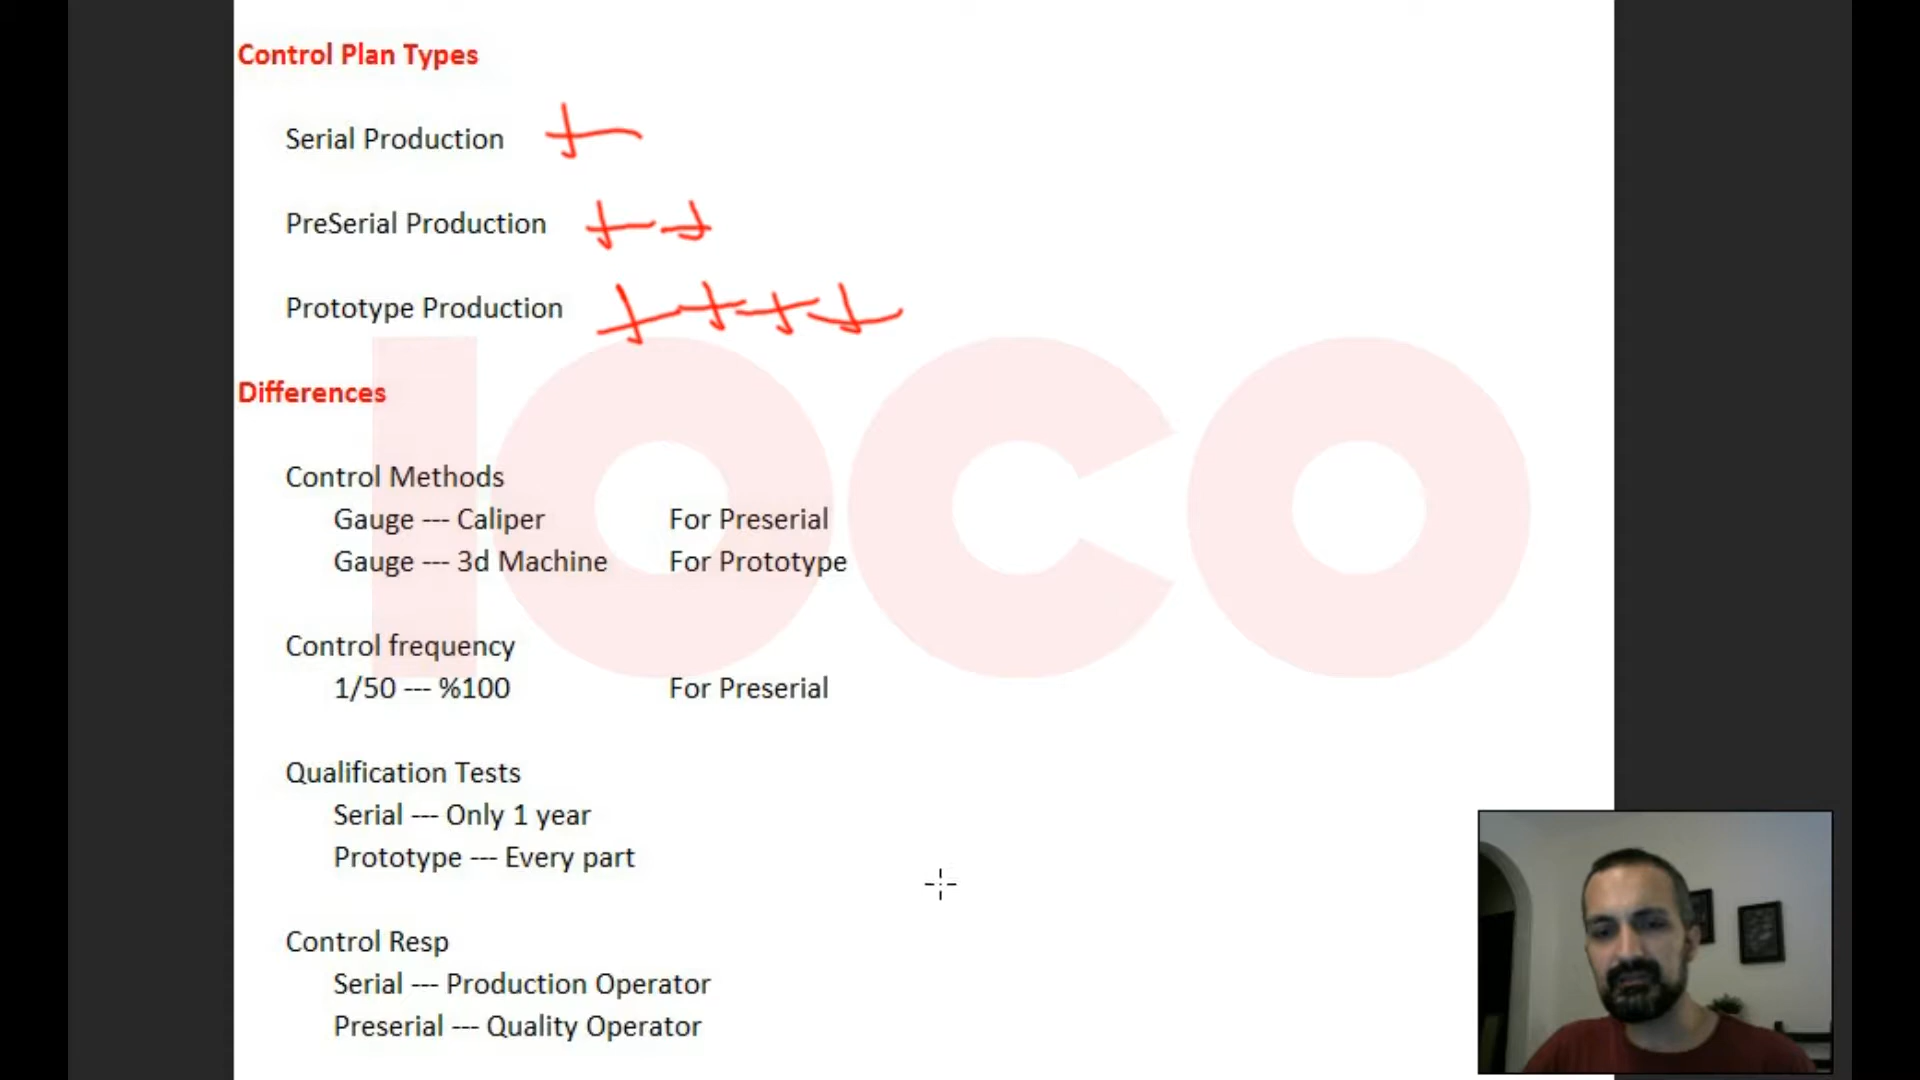 Control Plan Types
Serial Production +
PreSerial Production ++
Prototype Production ++++
Differences
Control Methods
Gauge --- Caliper For Preserial
Gauge --- 3d Machine For Prototype
Control frequency
1/50 --- %100 For Preserial
Qualification Tests
Serial --- Only 1 year
Prototype --- Every part
Control Resp
Serial --- Production Operator
Preserial --- Quality Operator
IOCO